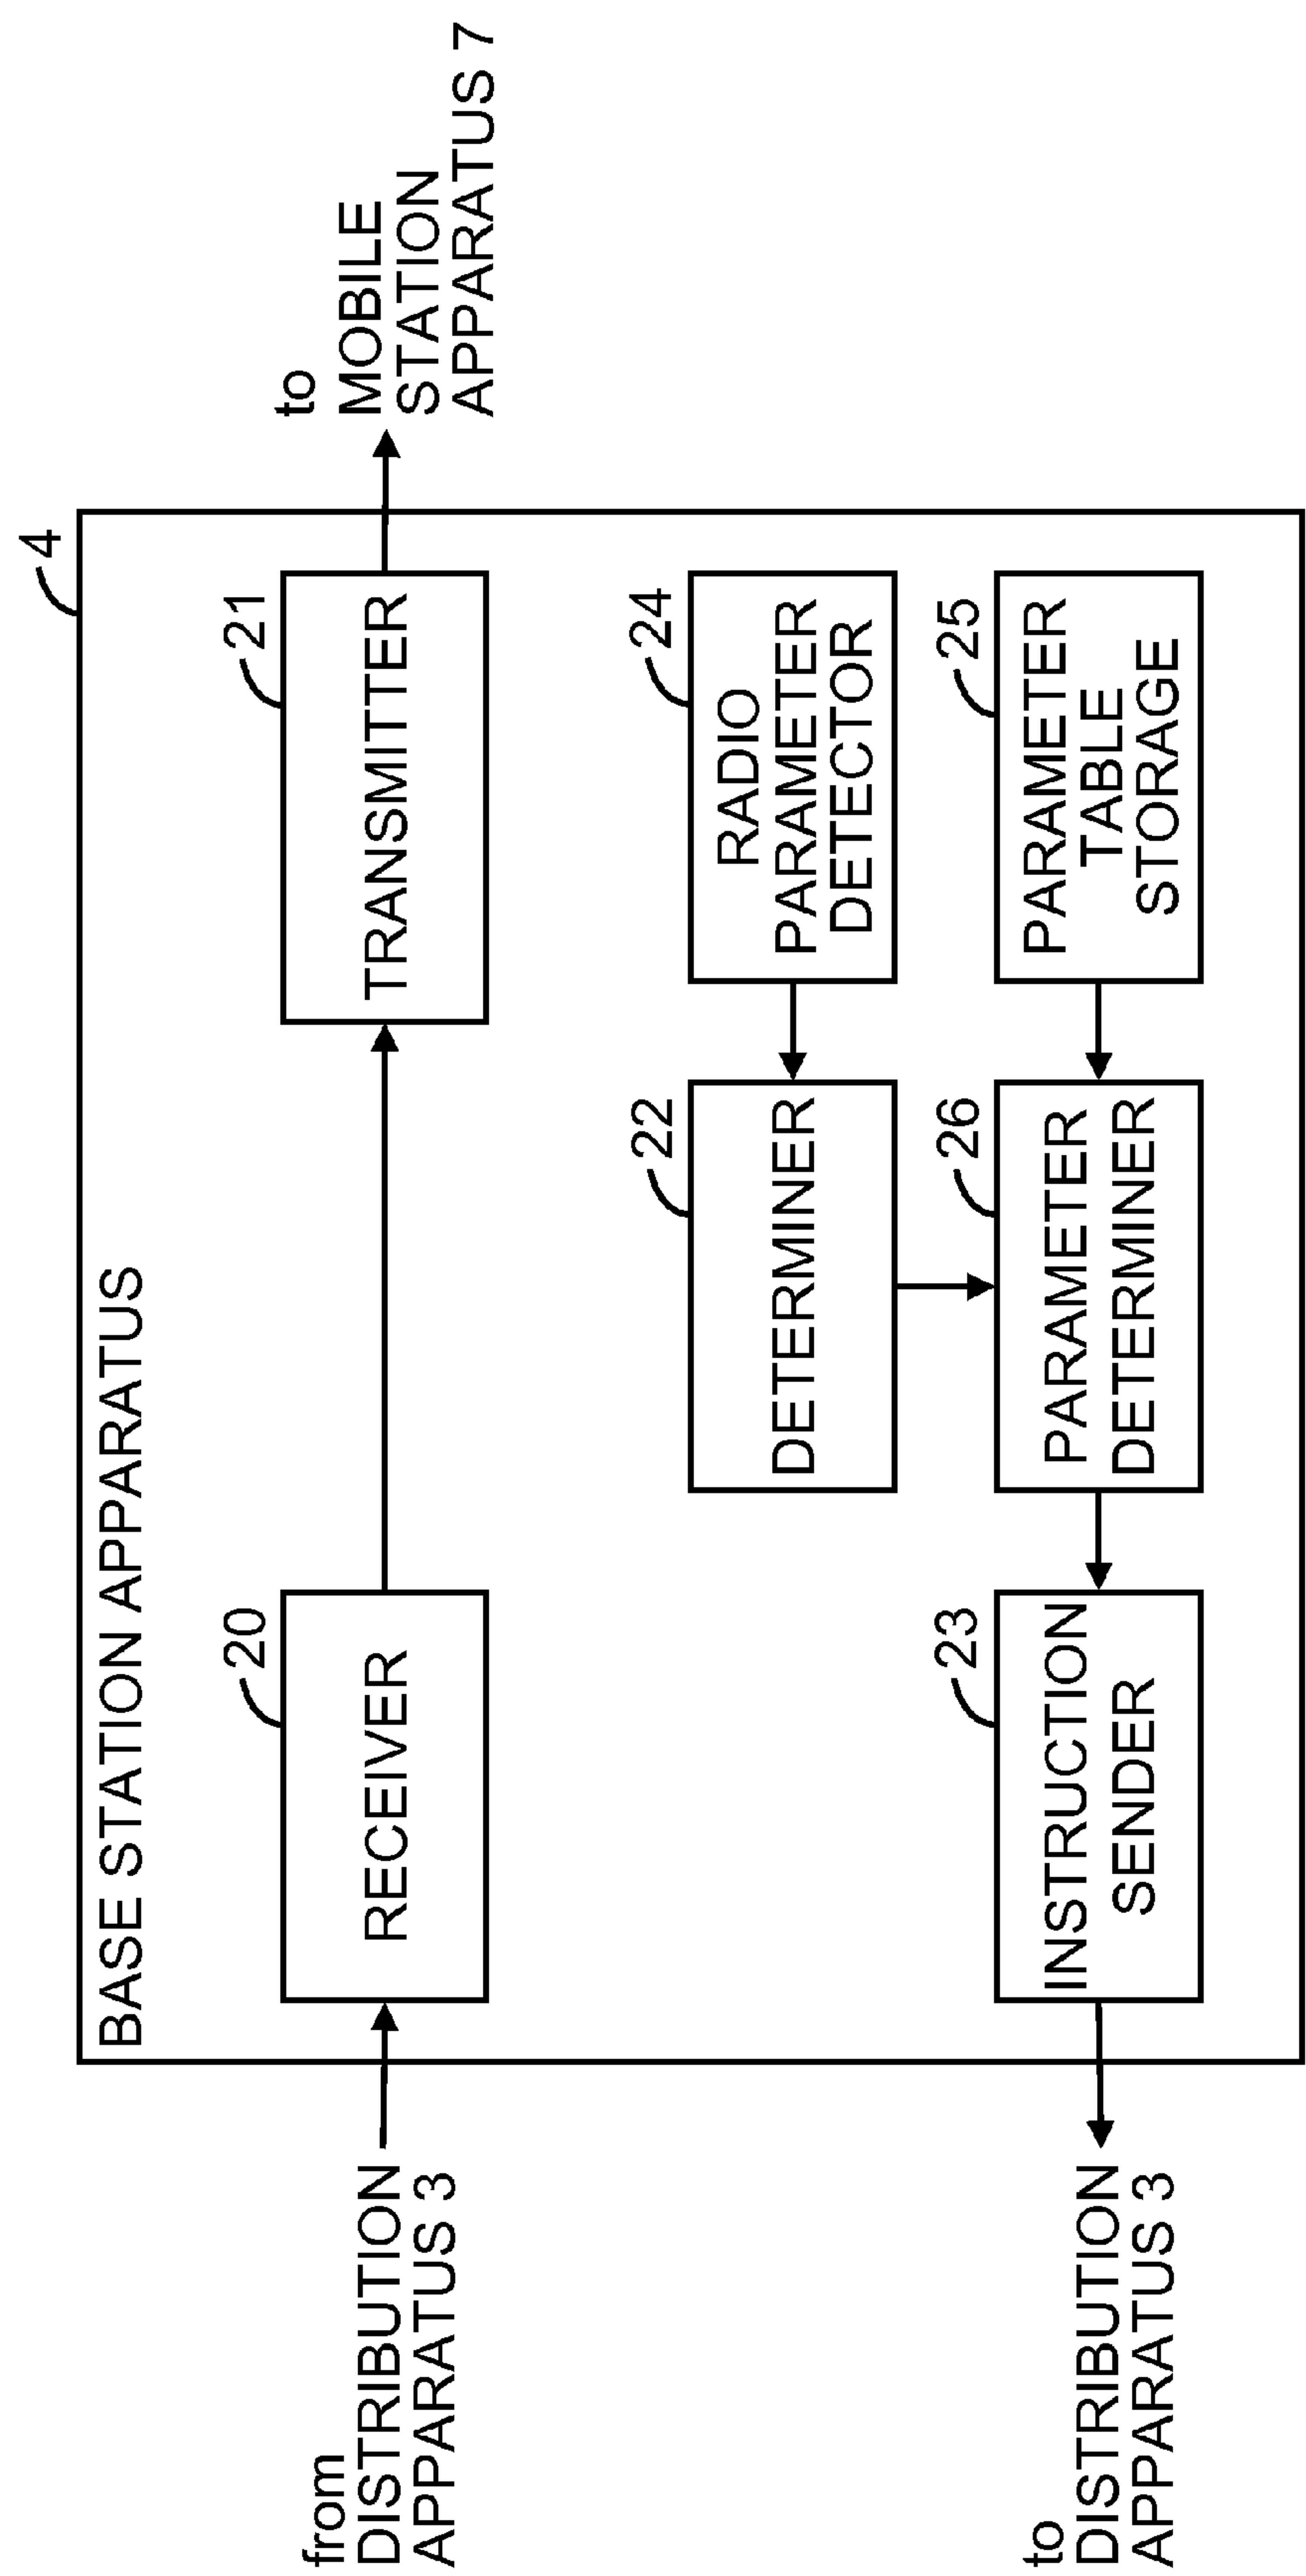 4
BASE STATION APPARATUS
from
DISTRIBUTION
APPARATUS 3
20
RECEIVER
21
TRANSMITTER
to
MOBILE
STATION
APPARATUS 7
22
DETERMINER
24
RADIO
PARAMETER
DETECTOR
to
DISTRIBUTION
APPARATUS 3
23
INSTRUCTION
SENDER
26
PARAMETER
DETERMINER
25
PARAMETER
TABLE
STORAGE